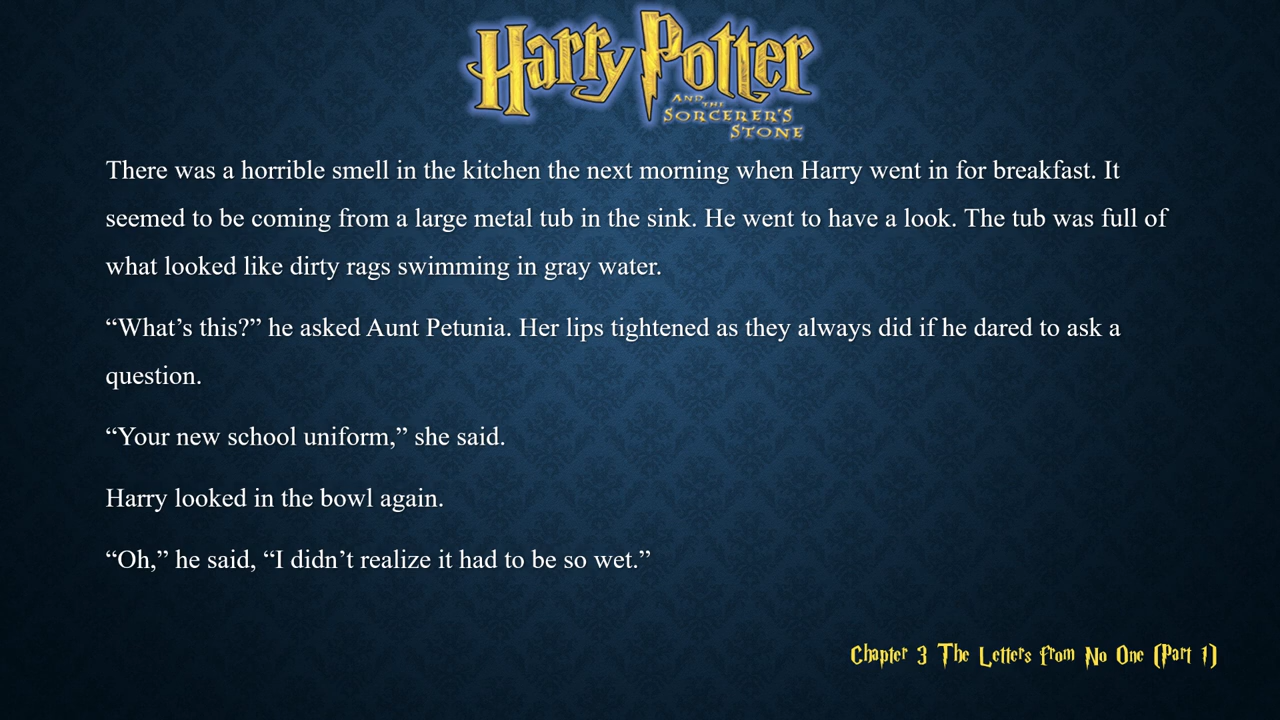 Harry Potter
AND THE
SORCERER'S
STONE
There was a horrible smell in the kitchen the next morning when Harry went in for breakfast. It
seemed to be coming from a large metal tub in the sink. He went to have a look. The tub was full of
what looked like dirty rags swimming in gray water.
“What’s this?” he asked Aunt Petunia. Her lips tightened as they always did if he dared to ask a
question.
“Your new school uniform,” she said.
Harry looked in the bowl again.
“Oh,” he said, “I didn’t realize it had to be so wet.”
Chapter 3 The Letters from No One (Part 1)